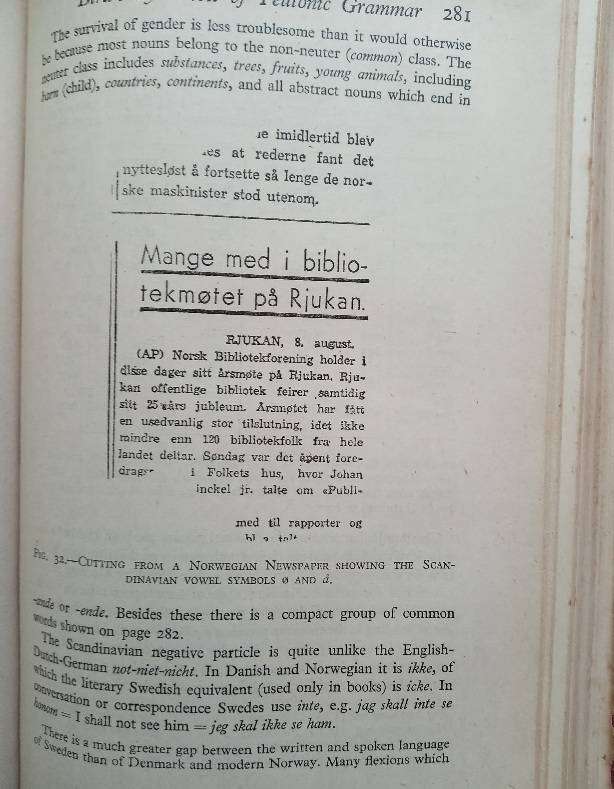 of Teutonic Grammar 281
The survival of gender is less troublesome than it would otherwise
be because most nouns belong to the non-neuter (common) class. The
neuter class includes substances, trees, fruits, young animals, including
barn (child), countries, continents, and all abstract nouns which end in
imidlertid blev
at rederne fant det
nyttesløst å fortsette så lenge de nor-
ske maskinister stod utenom.
Mange med i biblio-
tekmøtet på Rjukan.
RJUKAN, 8. august.
(AP) Norsk Bibliotekforening holder i
disse dager sitt årsmøte på Rjukan. Rju-
kan offentlige bibliotek feirer samtidig
sitt 25 års jubleum. Årsmøtet har fått
en usedvanlig stor tilslutning, idet ikke
mindre enn 120 bibliotekfolk fra hele
landet deltar. Søndag var det åpent fore-
drags- i Folkets hus, hvor Johan
inckel jr. talte om «Publi-
med til rapporter og
FIG. 32.—CUTTING FROM A NORWEGIAN NEWSPAPER SHOWING THE SCAN-
DINAVIAN VOWEL SYMBOLS ø AND å.
-ande or -ende. Besides these there is a compact group of common
words shown on page 282.
The Scandinavian negative particle is quite unlike the English-
Dutch-German not-niet-nicht. In Danish and Norwegian it is ikke, of
which the literary Swedish equivalent (used only in books) is icke. In
conversation or correspondence Swedes use inte, e.g. jag skall inte se
honom = I shall not see him = jeg skal ikke se ham.
There is a much greater gap between the written and spoken language
of Sweden than of Denmark and modern Norway. Many flexions which